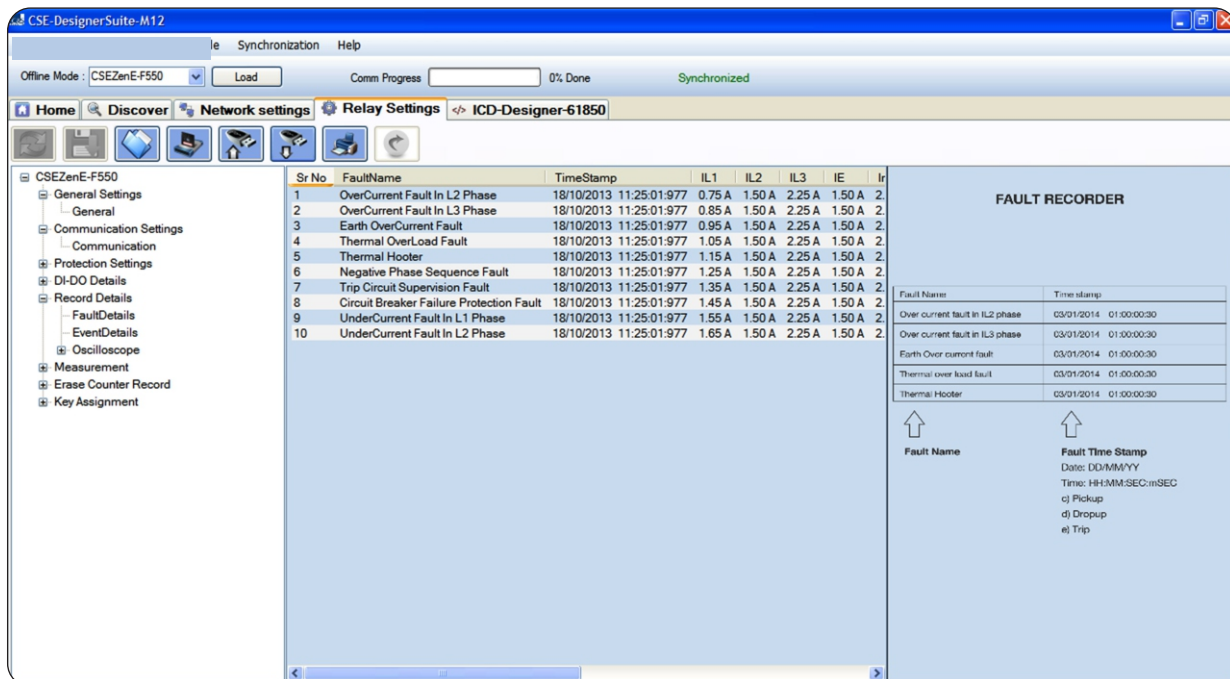 CSE-DesignerSuite-M12
le Synchronization Help
Offline Mode : CSEZenE-F550 Load Comm Progress 0% Done Synchronized
Home Discover Network settings Relay Settings ICD-Designer-61850
CSEZenE-F550
General Settings
General
Communication Settings
Communication
Protection Settings
DI-DO Details
Record Details
FaultDetails
EventDetails
Oscilloscope
Measurement
Erase Counter Record
Key Assignment
Sr No FaultName TimeStamp IL1 IL2 IL3 IE Ir
1 OverCurrent Fault In L2 Phase 18/10/2013 11:25:01:977 0.75 A 1.50 A 2.25 A 1.50 A 2.
2 OverCurrent Fault In L3 Phase 18/10/2013 11:25:01:977 0.85 A 1.50 A 2.25 A 1.50 A 2.
3 Earth OverCurrent Fault 18/10/2013 11:25:01:977 0.95 A 1.50 A 2.25 A 1.50 A 2.
4 Thermal OverLoad Fault 18/10/2013 11:25:01:977 1.05 A 1.50 A 2.25 A 1.50 A 2.
5 Thermal Hooter 18/10/2013 11:25:01:977 1.15 A 1.50 A 2.25 A 1.50 A 2.
6 Negative Phase Sequence Fault 18/10/2013 11:25:01:977 1.25 A 1.50 A 2.25 A 1.50 A 2.
7 Trip Circuit Supervision Fault 18/10/2013 11:25:01:977 1.35 A 1.50 A 2.25 A 1.50 A 2.
8 Circuit Breaker Failure Protection Fault 18/10/2013 11:25:01:977 1.45 A 1.50 A 2.25 A 1.50 A 2.
9 UnderCurrent Fault In L1 Phase 18/10/2013 11:25:01:977 1.55 A 1.50 A 2.25 A 1.50 A 2.
10 UnderCurrent Fault In L2 Phase 18/10/2013 11:25:01:977 1.65 A 1.50 A 2.25 A 1.50 A 2.
FAULT RECORDER
Fault Name Time stamp
Over current fault in IL2 phase 03/01/2014 01:00:00:30
Over current fault in IL3 phase 03/01/2014 01:00:00:30
Earth Over current fault 03/01/2014 01:00:00:30
Thermal over load fault 03/01/2014 01:00:00:30
Thermal Hooter 03/01/2014 01:00:00:30
Fault Name Fault Time Stamp
Date: DD/MM/YY
Time: HH:MM:SEC:mSEC
c) Pickup
d) Dropup
e) Trip